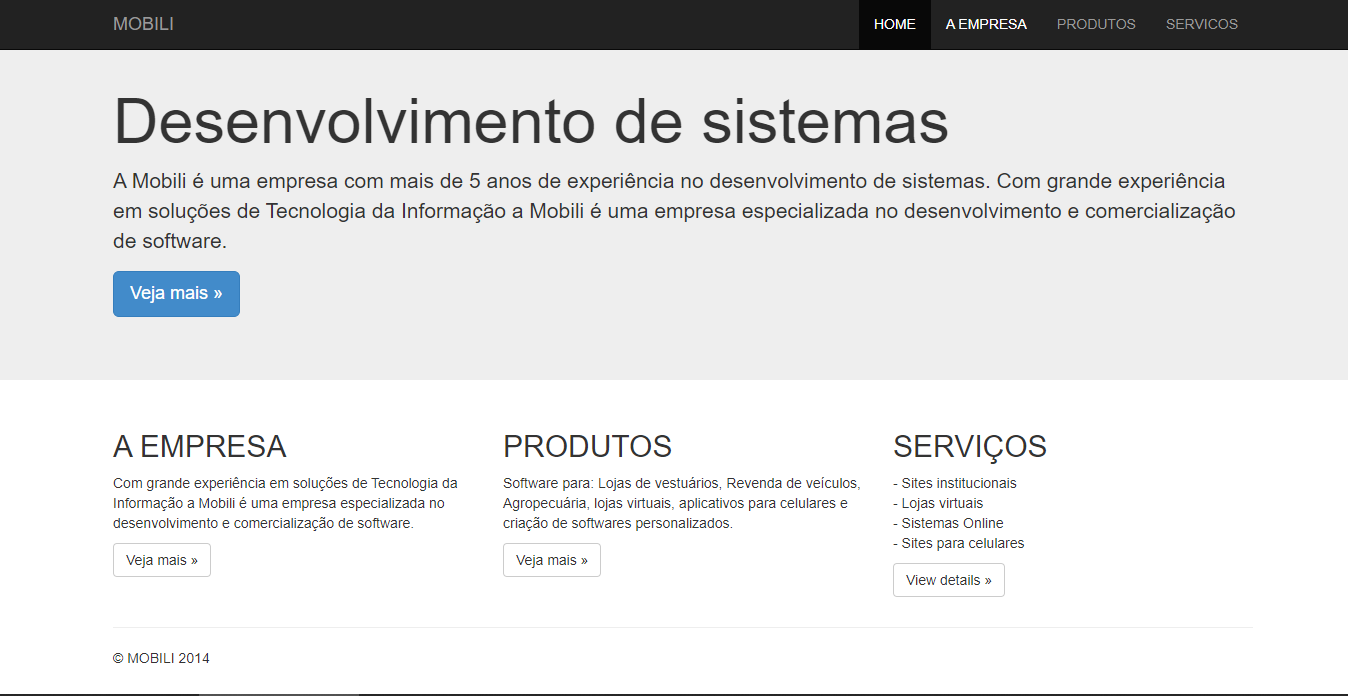 MOBILI
HOME A EMPRESA PRODUTOS SERVICOS
Desenvolvimento de sistemas
A Mobili é uma empresa com mais de 5 anos de experiência no desenvolvimento de sistemas. Com grande experiência
em soluções de Tecnologia da Informação a Mobili é uma empresa especializada no desenvolvimento e comercialização
de software.
Veja mais »
A EMPRESA
Com grande experiência em soluções de Tecnologia da
Informação a Mobili é uma empresa especializada no
desenvolvimento e comercialização de software.
Veja mais »
PRODUTOS
Software para: Lojas de vestuários, Revenda de veículos,
Agropecuária, lojas virtuais, aplicativos para celulares e
criação de softwares personalizados.
Veja mais »
SERVIÇOS
- Sites institucionais
- Lojas virtuais
- Sistemas Online
- Sites para celulares
View details »
© MOBILI 2014